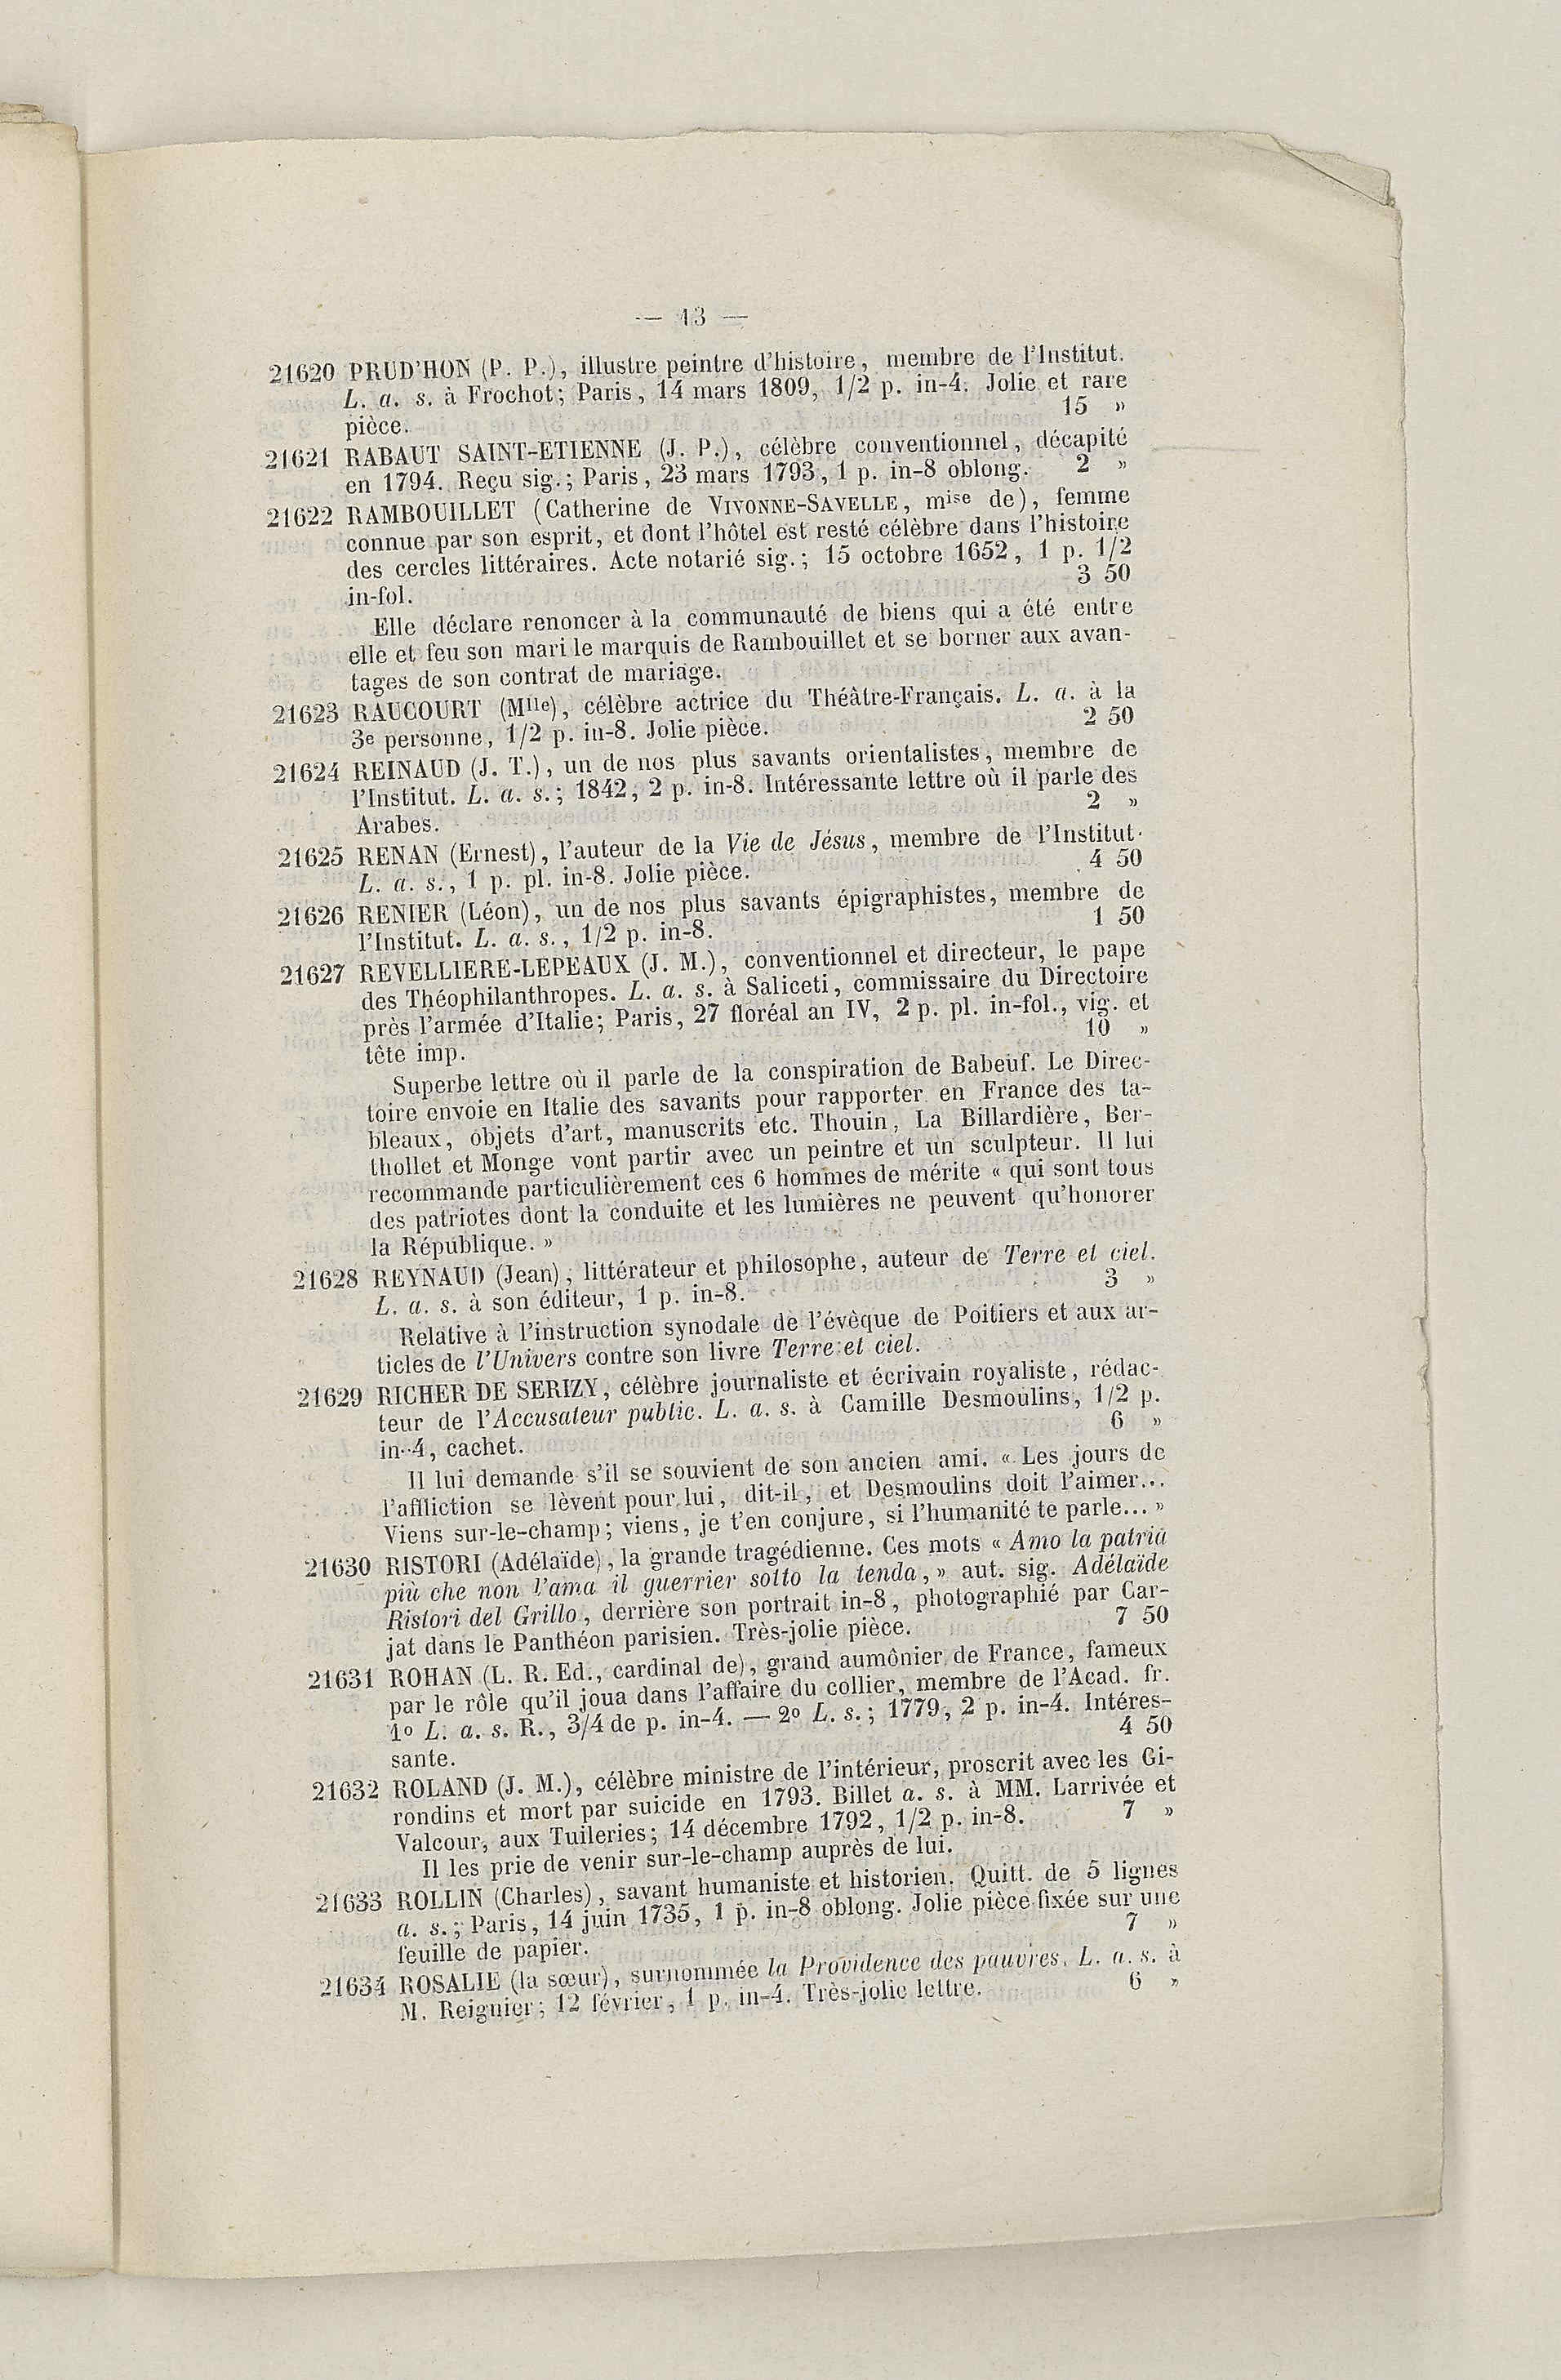 — 13 —
21620 PRUD'HON (P. P.), illustre peintre d'histoire, membre de l'Institut.
L. a. s. à Frochot; Paris, 14 mars 1809, 1/2 p. in-4. Jolie et rare
pièce. 15 »
21621 RABAUT SAINT-ETIENNE (J. P.), célèbre conventionnel, décapité
en 1794. Reçu sig.; Paris, 23 mars 1793, 1 p. in-8 oblong. 2 »
21622 RAMBOUILLET (Catherine de VIVONNE-SAVELLE, mise de), femme
connue par son esprit, et dont l'hôtel est resté célèbre dans l'histoire
des cercles littéraires. Acte notarié sig.; 15 octobre 1652, 1 p. 1/2
in-fol. 3 50
Elle déclare renoncer à la communauté de biens qui a été entre
elle et feu son mari le marquis de Rambouillet et se borner aux avan-
tages de son contrat de mariage.
21623 RAUCOURT (Mlle), célèbre actrice du Théâtre-Français. L. a. à la
3e personne, 1/2 p. in-8. Jolie pièce. 2 50
21624 REINAUD (J. T.), un de nos plus savants orientalistes, membre de
l'Institut. L. a. s.; 1842, 2 p. in-8. Intéressante lettre où il parle des
Arabes. 2 »
21625 RENAN (Ernest), l'auteur de la Vie de Jésus, membre de l'Institut.
L. a. s., 1 p. pl. in-8. Jolie pièce. 4 50
21626 RENIER (Léon), un de nos plus savants épigraphistes, membre de
l'Institut. L. a. s., 1/2 p. in-8. 1 50
21627 REVELLIERE-LEPEAUX (J. M.), conventionnel et directeur, le pape
des Théophilanthropes. L. a. s. à Saliceti, commissaire du Directoire
près l'armée d'Italie; Paris, 27 floréal an IV, 2 p. pl. in-fol., vig. et
tête imp. 10 »
Superbe lettre où il parle de la conspiration de Babeuf. Le Direc-
toire envoie en Italie des savants pour rapporter en France des ta-
bleaux, objets d'art, manuscrits etc. Thouin, La Billardière, Ber-
thollet et Monge vont partir avec un peintre et un sculpteur. Il lui
recommande particulièrement ces 6 hommes de mérite « qui sont tous
des patriotes dont la conduite et les lumières ne peuvent qu'honorer
la République. »
21628 REYNAUD (Jean), littérateur et philosophe, auteur de Terre et ciel.
L. a. s. à son éditeur, 1 p. in-8. 3 »
Relative à l'instruction synodale de l'évèque de Poitiers et aux ar-
ticles de l'Univers contre son livre Terre et ciel.
21629 RICHER DE SERIZY, célèbre journaliste et écrivain royaliste, rédac-
teur de l'Accusateur public. L. a. s. à Camille Desmoulins, 1/2 p.
in-4, cachet. 6 »
Il lui demande s'il se souvient de son ancien ami. « Les jours de
l'affliction se lèvent pour lui, dit-il, et Desmoulins doit l'aimer...
Viens sur-le-champ; viens, je t'en conjure, si l'humanité te parle... »
21630 RISTORI (Adélaïde), la grande tragédienne. Ces mots « Amo la patria
più che non l'ama il guerrier sotto la tenda, » aut. sig. Adélaïde
Ristori del Grillo, derrière son portrait in-8, photographié par Car-
jat dans le Panthéon parisien. Très-jolie pièce. 7 50
21631 ROHAN (L. R. Ed., cardinal de), grand aumônier de France, fameux
par le rôle qu'il joua dans l'affaire du collier, membre de l'Acad. fr.
1o L. a. s. R., 3/4 de p. in-4. — 2o L. s.; 1779, 2 p. in-4. Intéres-
sante. 4 50
21632 ROLAND (J. M.), célèbre ministre de l'intérieur, proscrit avec les Gi-
rondins et mort par suicide en 1793. Billet a. s. à MM. Larrivée et
Valcour, aux Tuileries; 14 décembre 1792, 1/2 p. in-8. 7 »
Il les prie de venir sur-le-champ auprès de lui.
21633 ROLLIN (Charles), savant humaniste et historien. Quitt. de 5 lignes
a. s.; Paris, 14 juin 1735, 1 p. in-8 oblong. Jolie pièce fixée sur une
feuille de papier. 7 »
21634 ROSALIE (la sœur), surnommée la Providence des pauvres. L. a. s. à
M. Reignier; 12 février, 1 p. in-4. Très-jolie lettre. 6 »